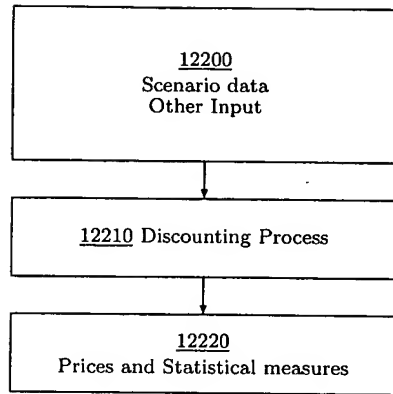 12200
Scenario data
Other Input
12210 Discounting Process
12220
Prices and Statistical measures